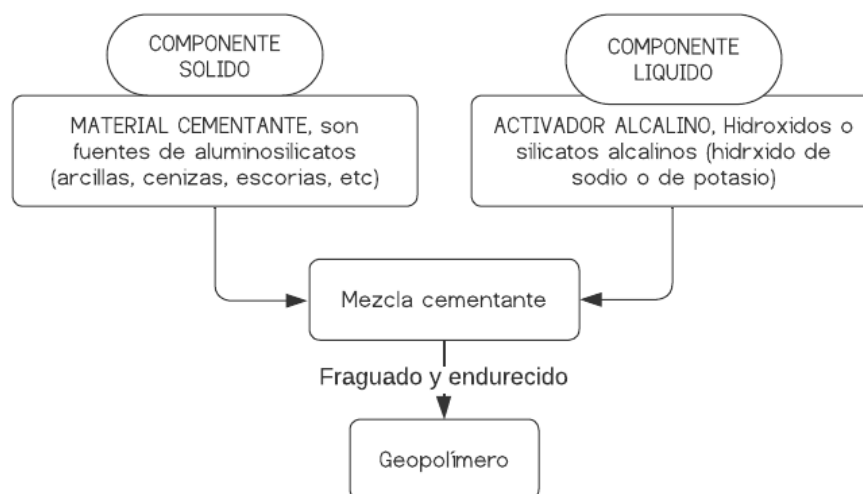 COMPONENTE
SOLIDO
MATERIAL CEMENTANTE, son
fuentes de aluminosilicatos
(arcillas, cenizas, escorias, etc)
COMPONENTE
LIQUIDO
ACTIVADOR ALCALINO, Hidroxidos o
silicatos alcalinos (hidrxido de
sodio o de potasio)
Mezcla cementante
Fraguado y endurecido
Geopolímero